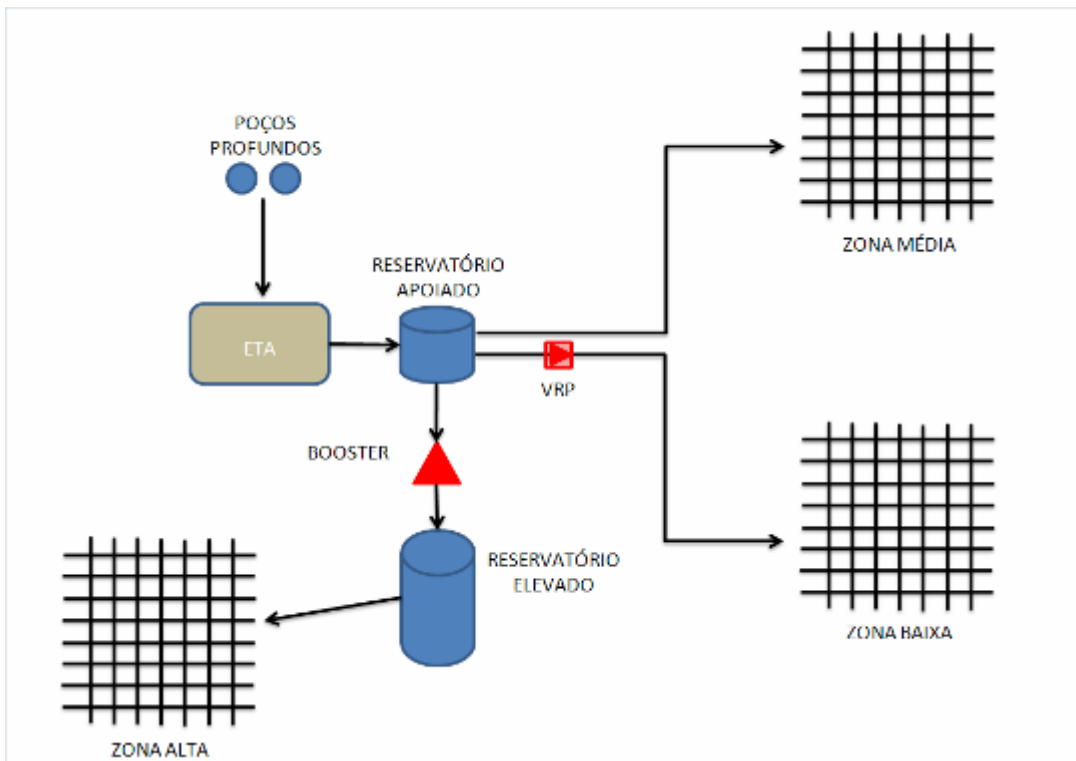 POÇOS
PROFUNDOS
RESERVATÓRIO
APOIADO
ETA
VRP
ZONA MÉDIA
BOOSTER
RESERVATÓRIO
ELEVADO
ZONA BAIXA
ZONA ALTA